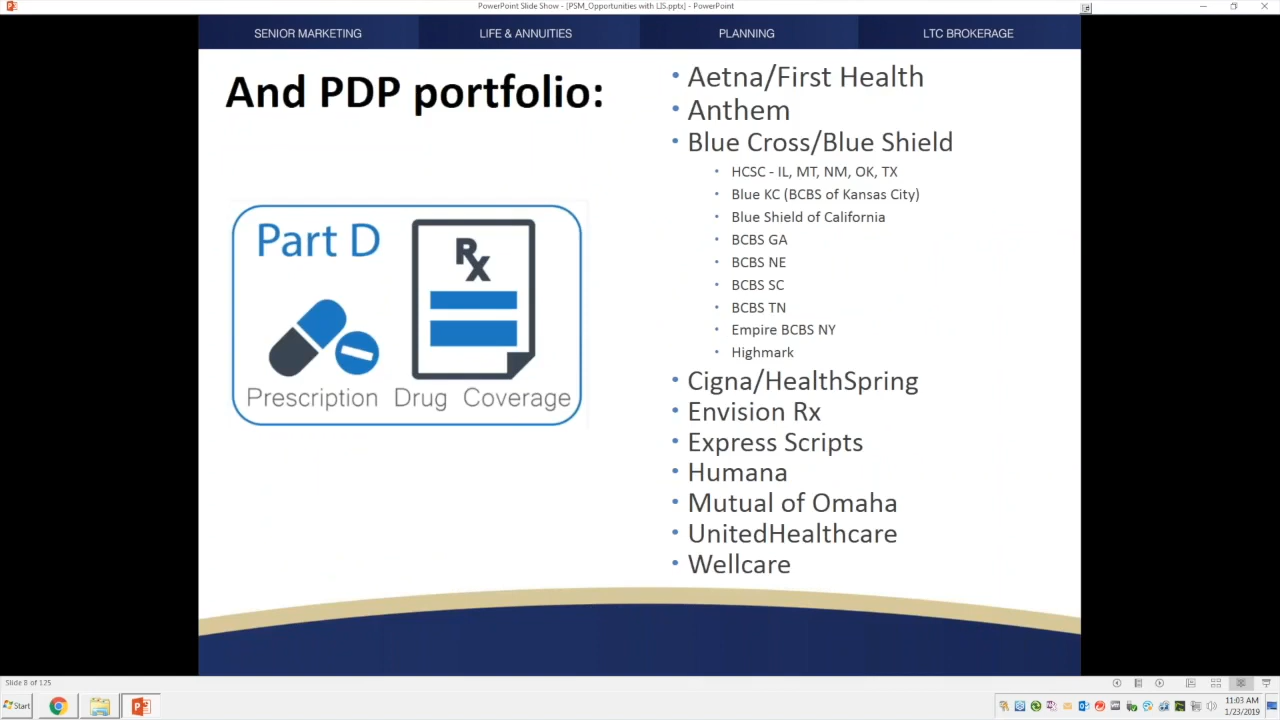 PowerPoint Slide Show - [PSM_Opportunities with LIS.pptx] - PowerPoint
SENIOR MARKETING
LIFE & ANNUITIES
PLANNING
LTC BROKERAGE
And PDP portfolio:
Part D
Rx
Prescription Drug Coverage
• Aetna/First Health
• Anthem
• Blue Cross/Blue Shield
• HCSC - IL, MT, NM, OK, TX
• Blue KC (BCBS of Kansas City)
• Blue Shield of California
• BCBS GA
• BCBS NE
• BCBS SC
• BCBS TN
• Empire BCBS NY
• Highmark
• Cigna/HealthSpring
• Envision Rx
• Express Scripts
• Humana
• Mutual of Omaha
• UnitedHealthcare
• Wellcare
Slide 8 of 125
Start
11:03 AM
1/23/2019